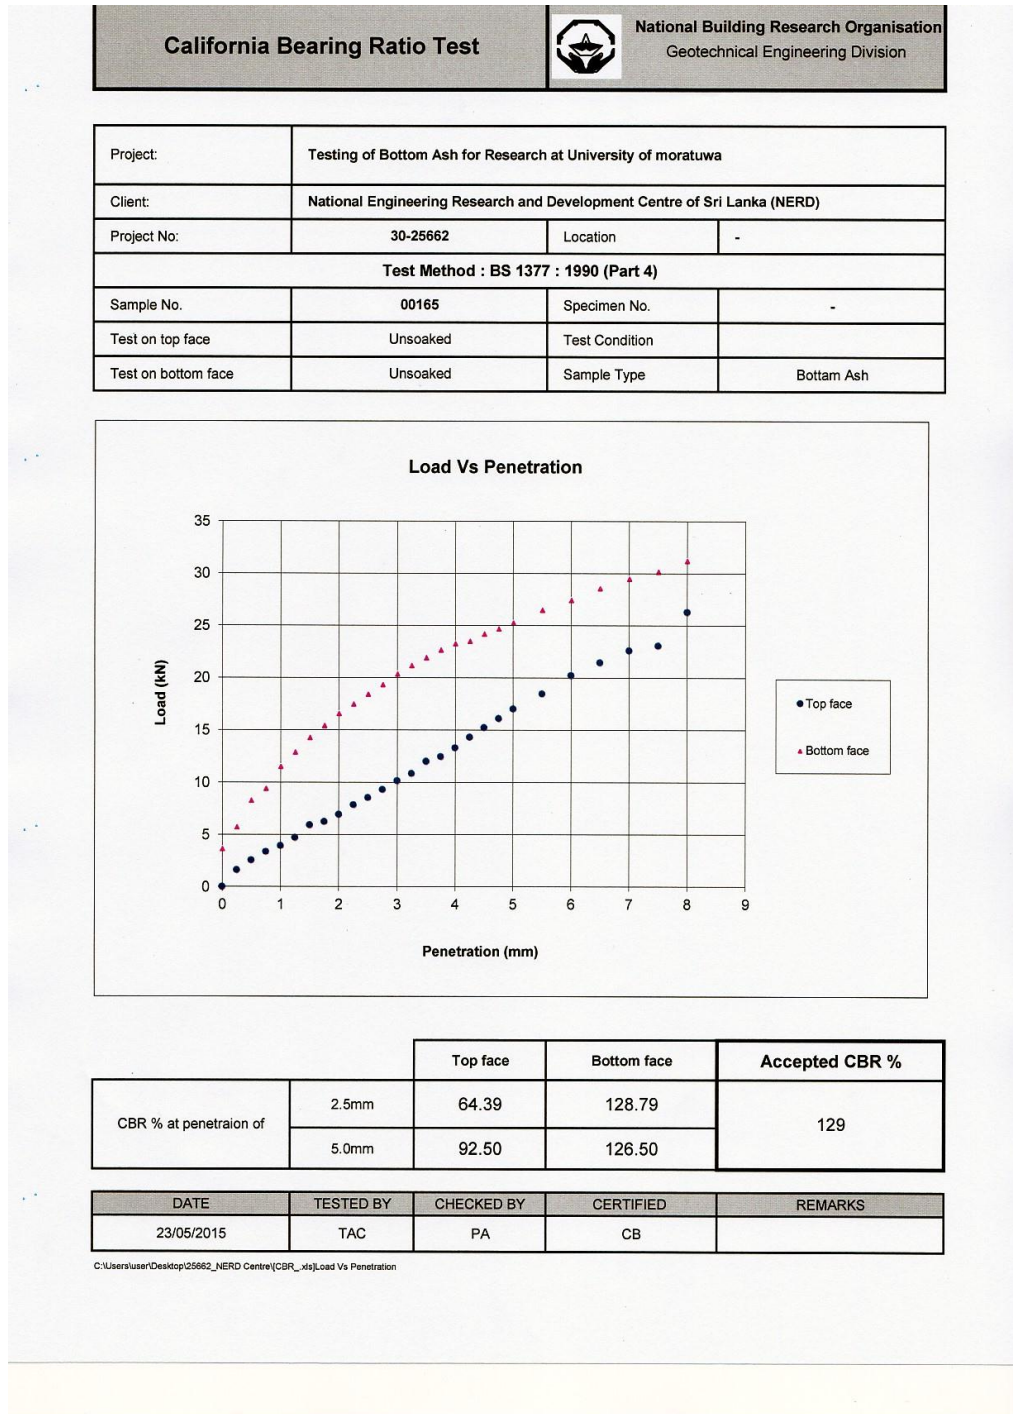 California Bearing Ratio Test
National Building Research Organisation
Geotechnical Engineering Division
Project: Testing of Bottom Ash for Research at University of moratuwa
Client: National Engineering Research and Development Centre of Sri Lanka (NERD)
Project No: 30-25662 Location -
Test Method : BS 1377 : 1990 (Part 4)
Sample No. 00165 Specimen No. -
Test on top face Unsoaked Test Condition
Test on bottom face Unsoaked Sample Type Bottam Ash
Load Vs Penetration
35
30
25
20
15
10
5
0
Load (kN)
0 1 2 3 4 5 6 7 8 9
Penetration (mm)
Top face
Bottom face
Top face Bottom face Accepted CBR %
CBR % at penetraion of
2.5mm 64.39 128.79
5.0mm 92.50 126.50
129
DATE TESTED BY CHECKED BY CERTIFIED REMARKS
23/05/2015 TAC PA CB
C:\Users\user\Desktop\25662_NERD Centre\[CBR_.xls]Load Vs Penetration